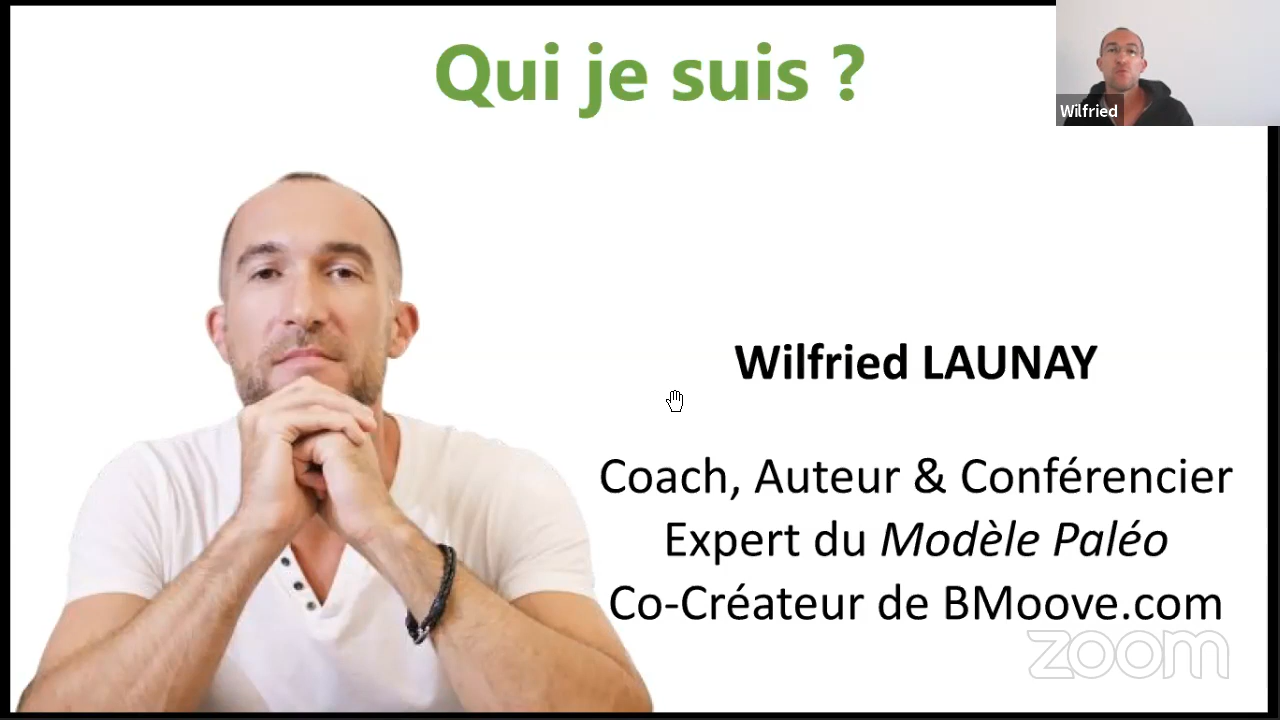 Qui je suis ?
Wilfried
Wilfried LAUNAY
Coach, Auteur & Conférencier
Expert du Modèle Paléo
Co-Créateur de BMoove.com
zoom